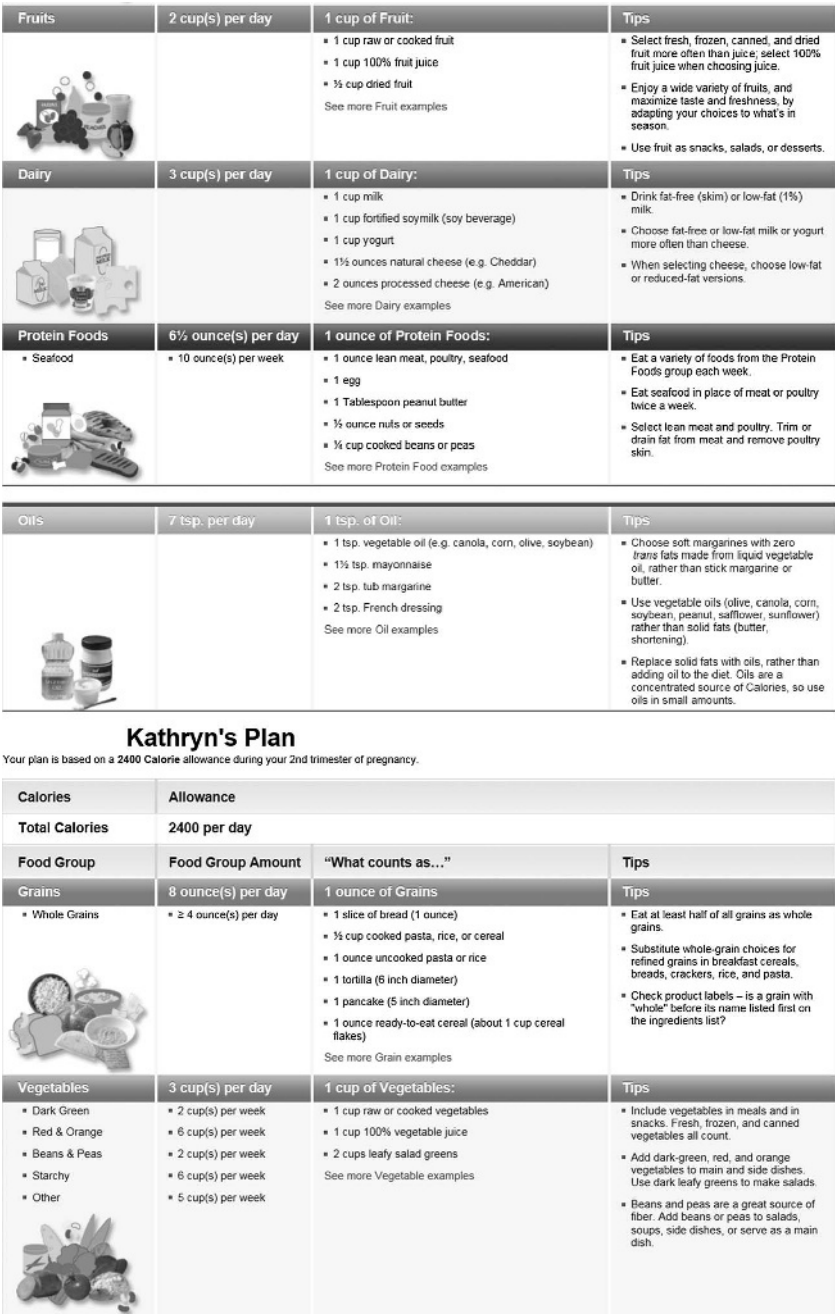 Fruits
2 cup(s) per day
1 cup of Fruit:
Tips
▪ 1 cup raw or cooked fruit
▪ 1 cup 100% fruit juice
▪ ½ cup dried fruit
See more Fruit examples
▪ Select fresh, frozen, canned, and dried
fruit more often than juice; select 100%
fruit juice when choosing juice.
▪ Enjoy a wide variety of fruits, and
maximize taste and freshness, by
adapting your choices to what's in
season.
▪ Use fruit as snacks, salads, or desserts.
Dairy
3 cup(s) per day
1 cup of Dairy:
Tips
▪ 1 cup milk
▪ 1 cup fortified soymilk (soy beverage)
▪ 1 cup yogurt
▪ 1½ ounces natural cheese (e.g. Cheddar)
▪ 2 ounces processed cheese (e.g. American)
See more Dairy examples
▪ Drink fat-free (skim) or low-fat (1%)
milk.
▪ Choose fat-free or low-fat milk or yogurt
more often than cheese.
▪ When selecting cheese, choose low-fat
or reduced-fat versions.
Protein Foods
6½ ounce(s) per day
1 ounce of Protein Foods:
Tips
▪ Seafood
▪ 10 ounce(s) per week
▪ 1 ounce lean meat, poultry, seafood
▪ 1 egg
▪ 1 Tablespoon peanut butter
▪ ½ ounce nuts or seeds
▪ ¼ cup cooked beans or peas
See more Protein Food examples
▪ Eat a variety of foods from the Protein
Foods group each week.
▪ Eat seafood in place of meat or poultry
twice a week.
▪ Select lean meat and poultry. Trim or
drain fat from meat and remove poultry
skin.
Oils
7 tsp. per day
1 tsp. of Oil:
Tips
▪ 1 tsp. vegetable oil (e.g. canola, corn, olive, soybean)
▪ 1½ tsp. mayonnaise
▪ 2 tsp. tub margarine
▪ 2 tsp. French dressing
See more Oil examples
▪ Choose soft margarines with zero
trans fats made from liquid vegetable
oil, rather than stick margarine or
butter.
▪ Use vegetable oils (olive, canola, corn,
soybean, peanut, safflower, sunflower)
rather than solid fats (butter,
shortening).
▪ Replace solid fats with oils, rather than
adding oil to the diet. Oils are a
concentrated source of Calories, so use
oils in small amounts.
Kathryn's Plan
Your plan is based on a 2400 Calorie allowance during your 2nd trimester of pregnancy.
Calories
Allowance
Total Calories
2400 per day
Food Group
Food Group Amount
“What counts as…”
Tips
Grains
8 ounce(s) per day
1 ounce of Grains
Tips
▪ Whole Grains
▪ ≥ 4 ounce(s) per day
▪ 1 slice of bread (1 ounce)
▪ ½ cup cooked pasta, rice, or cereal
▪ 1 ounce uncooked pasta or rice
▪ 1 tortilla (6 inch diameter)
▪ 1 pancake (5 inch diameter)
▪ 1 ounce ready-to-eat cereal (about 1 cup cereal
flakes)
See more Grain examples
▪ Eat at least half of all grains as whole
grains.
▪ Substitute whole-grain choices for
refined grains in breakfast cereals,
breads, crackers, rice, and pasta.
▪ Check product labels – is a grain with
"whole" before its name listed first on
the ingredients list?
Vegetables
3 cup(s) per day
1 cup of Vegetables:
Tips
▪ Dark Green
▪ Red & Orange
▪ Beans & Peas
▪ Starchy
▪ Other
▪ 2 cup(s) per week
▪ 6 cup(s) per week
▪ 2 cup(s) per week
▪ 6 cup(s) per week
▪ 5 cup(s) per week
▪ 1 cup raw or cooked vegetables
▪ 1 cup 100% vegetable juice
▪ 2 cups leafy salad greens
See more Vegetable examples
▪ Include vegetables in meals and in
snacks. Fresh, frozen, and canned
vegetables all count.
▪ Add dark-green, red, and orange
vegetables to main and side dishes.
Use dark leafy greens to make salads.
▪ Beans and peas are a great source of
fiber. Add beans or peas to salads,
soups, side dishes, or serve as a main
dish.